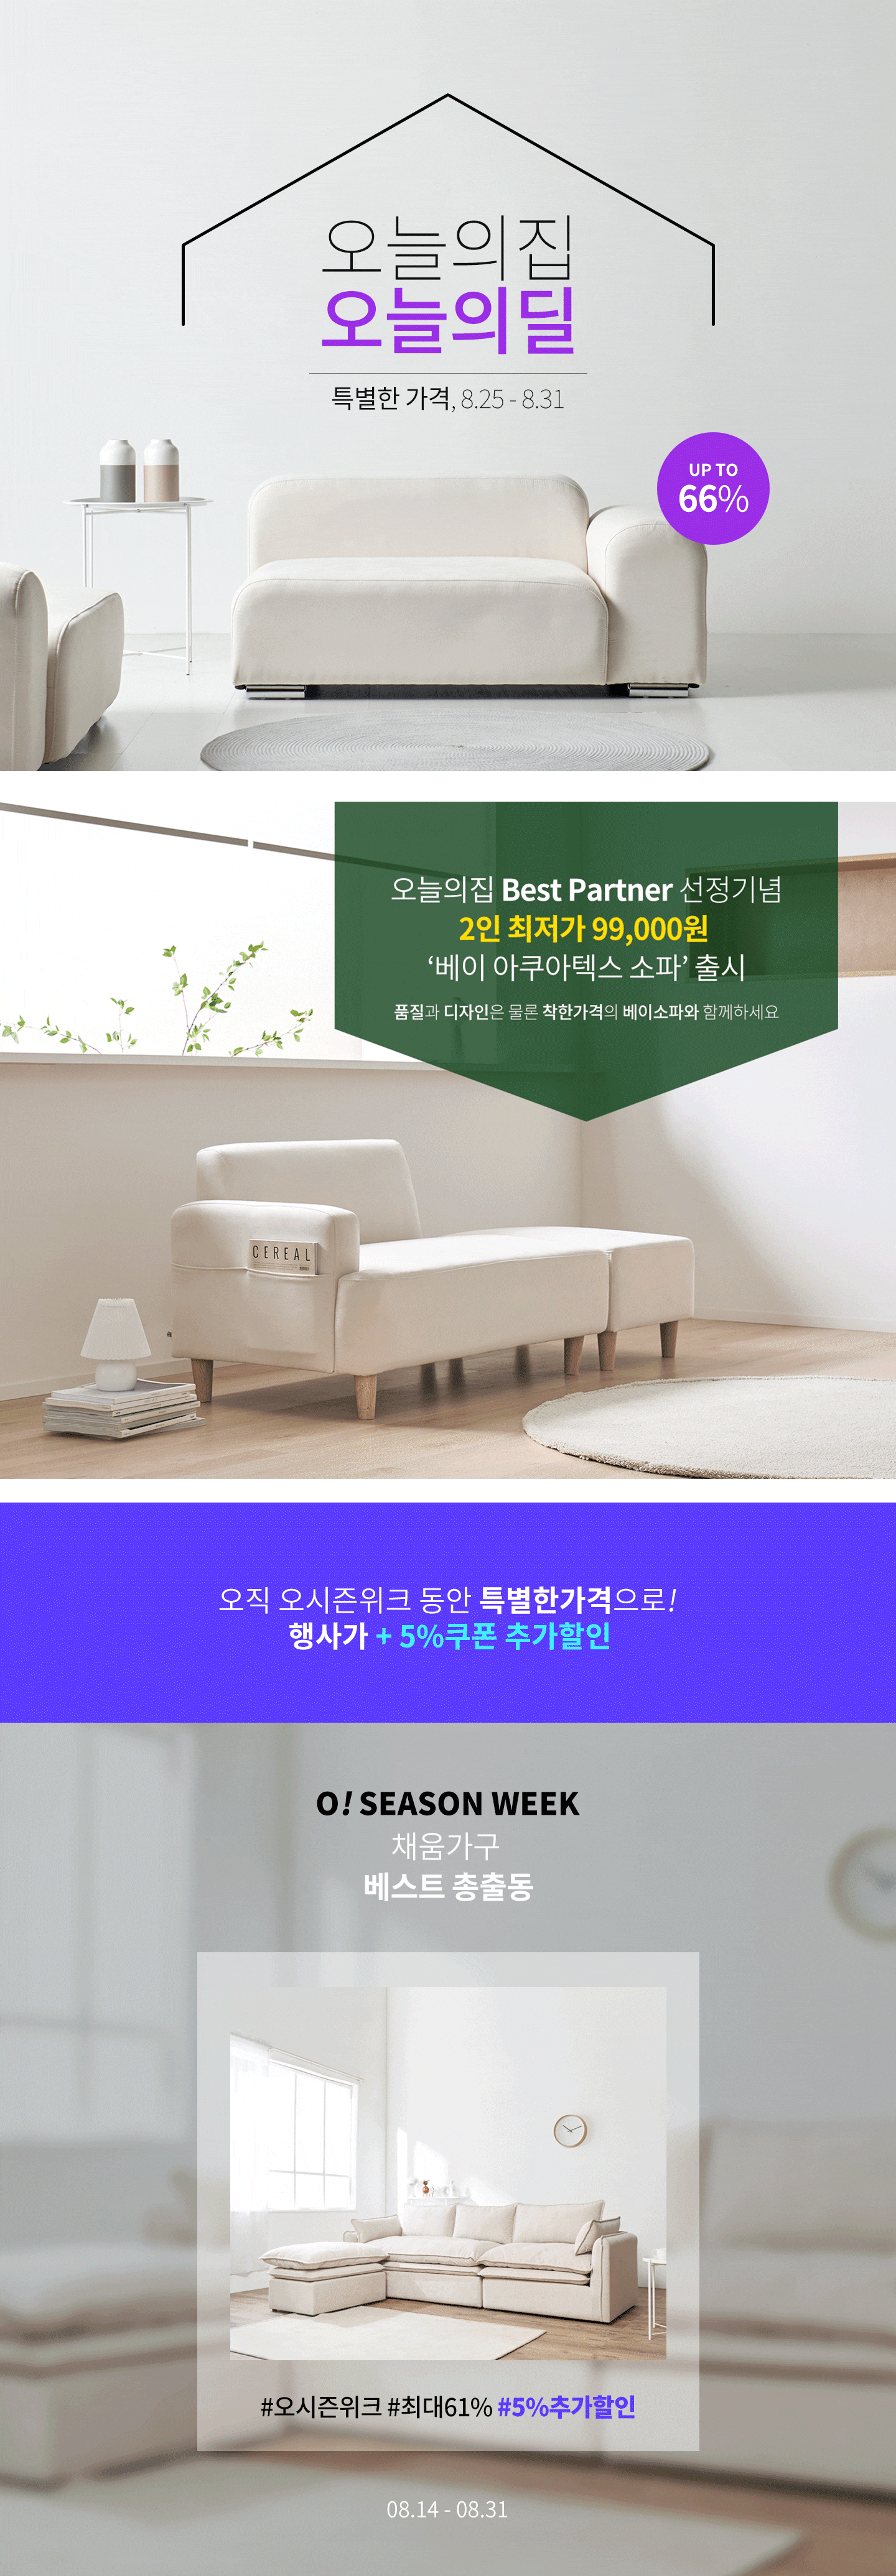 오늘의집
오늘의딜
특별한 가격, 8.25 - 8.31
UP TO
66%
오늘의집 Best Partner 선정기념
2인 최저가 99,000원
‘베이 아쿠아텍스 소파’ 출시
품질과 디자인은 물론 착한가격의 베이소파와 함께하세요
CEREAL
오직 오시즌위크 동안 특별한가격으로!
행사가 + 5%쿠폰 추가할인
O! SEASON WEEK
채움가구
베스트 총출동
#오시즌위크 #최대61% #5%추가할인
08.14 - 08.31